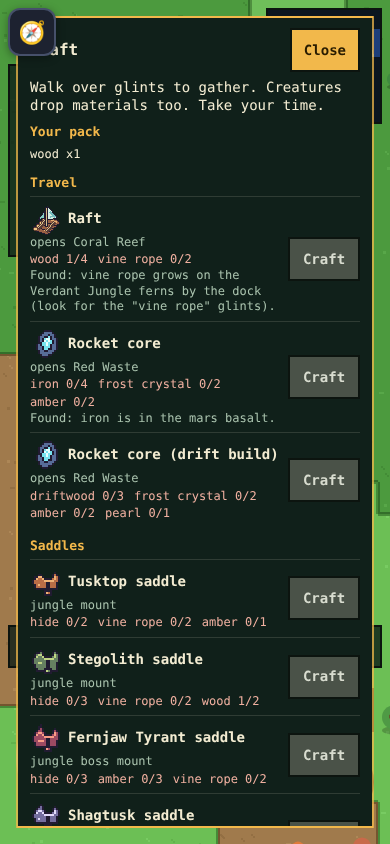 aft
Close
Walk over glints to gather. Creatures
drop materials too. Take your time.
Your pack
wood x1
Travel
Raft
opens Coral Reef
wood 1/4 vine rope 0/2
Found: vine rope grows on the
Verdant Jungle ferns by the dock
(look for the "vine rope" glints).
Craft
Rocket core
opens Red Waste
iron 0/4 frost crystal 0/2
amber 0/2
Found: iron is in the mars basalt.
Craft
Rocket core (drift build)
opens Red Waste
driftwood 0/3 frost crystal 0/2
amber 0/2 pearl 0/1
Craft
Saddles
Tusktop saddle
jungle mount
hide 0/2 vine rope 0/2 amber 0/1
Craft
Stegolith saddle
jungle mount
hide 0/3 vine rope 0/2 wood 1/2
Craft
Fernjaw Tyrant saddle
jungle boss mount
hide 0/3 amber 0/3 vine rope 0/2
Craft
Shagtusk saddle